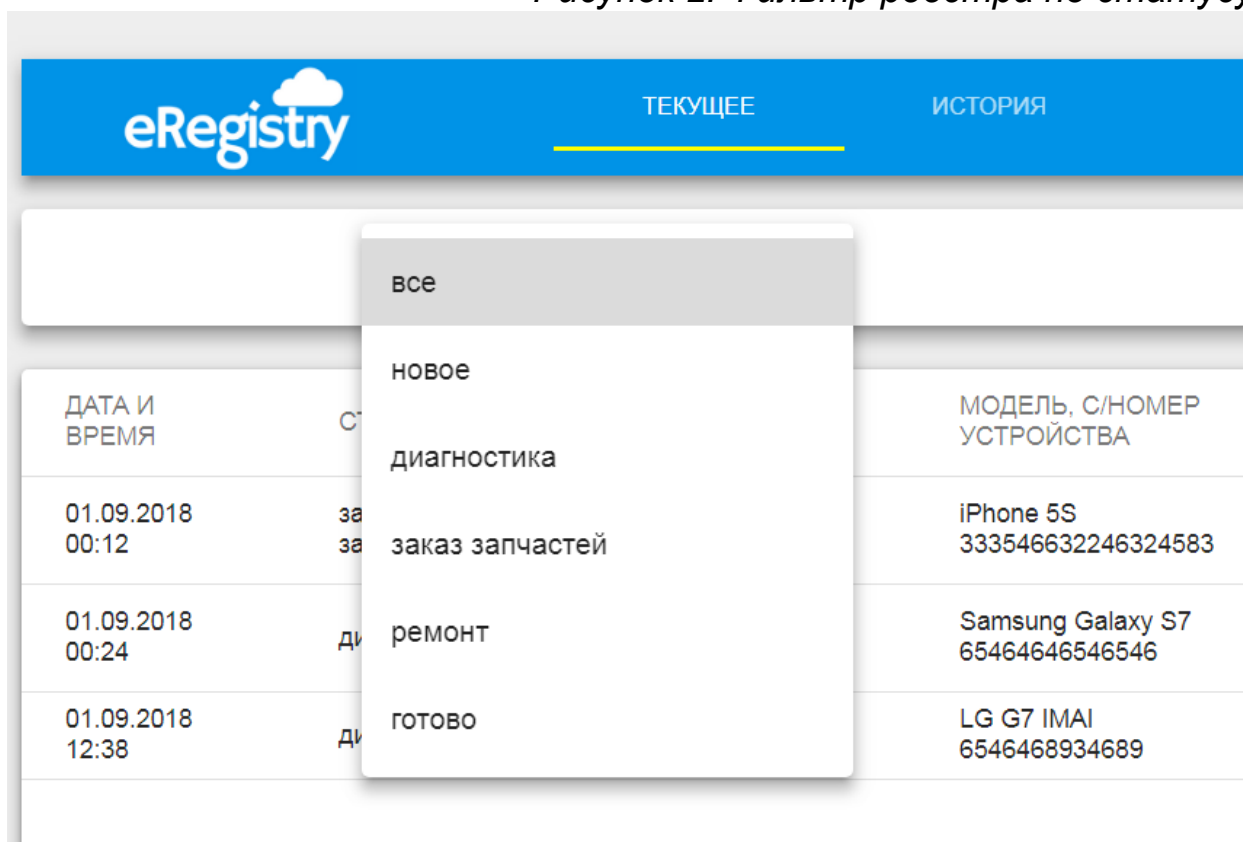 eRegistry
ТЕКУЩЕЕ
ИСТОРИЯ
все
новое
диагностика
заказ запчастей
ремонт
готово
ДАТА И
ВРЕМЯ
МОДЕЛЬ, С/НОМЕР
УСТРОЙСТВА
01.09.2018
00:12
iPhone 5S
333546632246324583
01.09.2018
00:24
Samsung Galaxy S7
65464646546546
01.09.2018
12:38
LG G7 IMAI
6546468934689